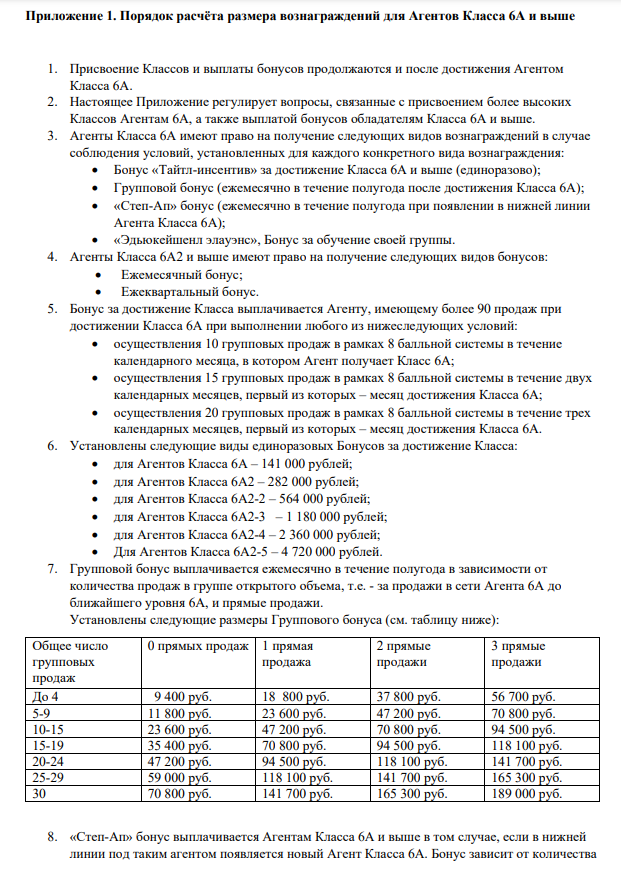 Приложение 1. Порядок расчёта размера вознаграждений для Агентов Класса 6А и выше
1. Присвоение Классов и выплаты бонусов продолжаются и после достижения Агентом
Класса 6А.
2. Настоящее Приложение регулирует вопросы, связанные с присвоением более высоких
Классов Агентам 6А, а также выплатой бонусов обладателям Класса 6А и выше.
3. Агенты Класса 6А имеют право на получение следующих видов вознаграждений в случае
соблюдения условий, установленных для каждого конкретного вида вознаграждения:
• Бонус «Тайтл-инсентив» за достижение Класса 6А и выше (единоразово);
• Групповой бонус (ежемесячно в течение полугода после достижения Класса 6А);
• «Степ-Ап» бонус (ежемесячно в течение полугода при появлении в нижней линии
Агента Класса 6А);
• «Эдьюкейшенл элауэнс», Бонус за обучение своей группы.
4. Агенты Класса 6А2 и выше имеют право на получение следующих видов бонусов:
• Ежемесячный бонус;
• Ежеквартальный бонус.
5. Бонус за достижение Класса выплачивается Агенту, имеющему более 90 продаж при
достижении Класса 6А при выполнении любого из нижеследующих условий:
• осуществления 10 групповых продаж в рамках 8 балльной системы в течение
календарного месяца, в котором Агент получает Класс 6А;
• осуществления 15 групповых продаж в рамках 8 балльной системы в течение двух
календарных месяцев, первый из которых – месяц достижения Класса 6А;
• осуществления 20 групповых продаж в рамках 8 балльной системы в течение трех
календарных месяцев, первый из которых – месяц достижения Класса 6А.
6. Установлены следующие виды единоразовых Бонусов за достижение Класса:
• для Агентов Класса 6А – 141 000 рублей;
• для Агентов Класса 6А2 – 282 000 рублей;
• для Агентов Класса 6А2-2 – 564 000 рублей;
• для Агентов Класса 6А2-3 – 1 180 000 рублей;
• для Агентов Класса 6А2-4 – 2 360 000 рублей;
• Для Агентов Класса 6А2-5 – 4 720 000 рублей.
7. Групповой бонус выплачивается ежемесячно в течение полугода в зависимости от
количества продаж в группе открытого объема, т.е. - за продажи в сети Агента 6А до
ближайшего уровня 6А, и прямые продажи.
Установлены следующие размеры Группового бонуса (см. таблицу ниже):
Общее число групповых продаж | 0 прямых продаж | 1 прямая продажа | 2 прямые продажи | 3 прямые продажи
До 4 | 9 400 руб. | 18 800 руб. | 37 800 руб. | 56 700 руб.
5-9 | 11 800 руб. | 23 600 руб. | 47 200 руб. | 70 800 руб.
10-15 | 23 600 руб. | 47 200 руб. | 70 800 руб. | 94 500 руб.
15-19 | 35 400 руб. | 70 800 руб. | 94 500 руб. | 118 100 руб.
20-24 | 47 200 руб. | 94 500 руб. | 118 100 руб. | 141 700 руб.
25-29 | 59 000 руб. | 118 100 руб. | 141 700 руб. | 165 300 руб.
30 | 70 800 руб. | 141 700 руб. | 165 300 руб. | 189 000 руб.
8. «Степ-Ап» бонус выплачивается Агентам Класса 6А и выше в том случае, если в нижней
линии под таким агентом появляется новый Агент Класса 6А. Бонус зависит от количества